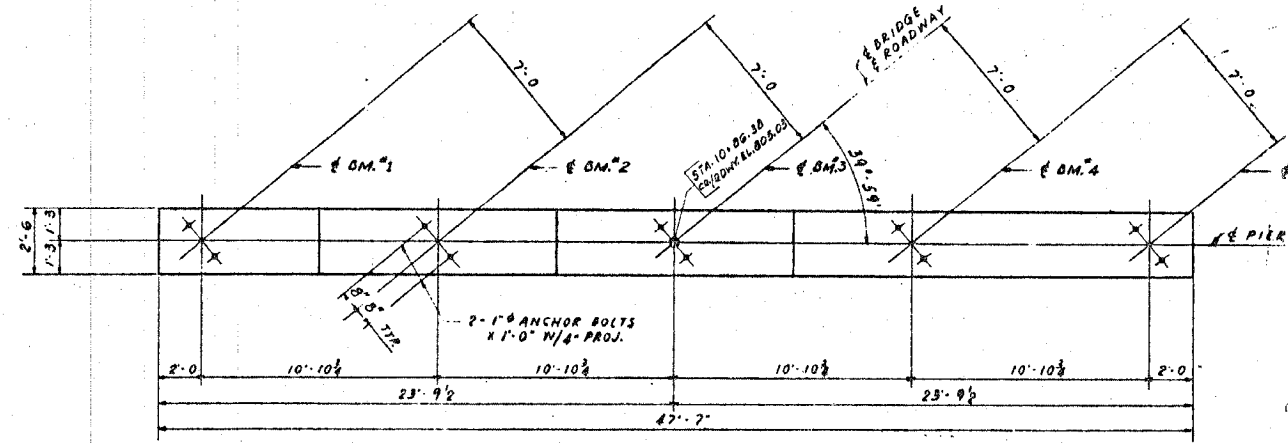 ℄ BRIDGE
℄ ROADWAY
7'-0
7'-0
7'-0
7'-0
STA. 10+86.38
RDWY. EL. 805.03
39°-59'
℄ BM. #1
℄ BM. #2
℄ BM. #3
℄ BM. #4
2'-6
1'-3
1'-3
℄ PIER
8" 8" TYP.
2-1"⌀ ANCHOR BOLTS
X 1'-0" W/4" PROJ.
2'-0 10'-10¾ 10'-10¾ 10'-10¾ 10'-10¾ 2'-0
23'-9½ 23'-9½
47'-7"